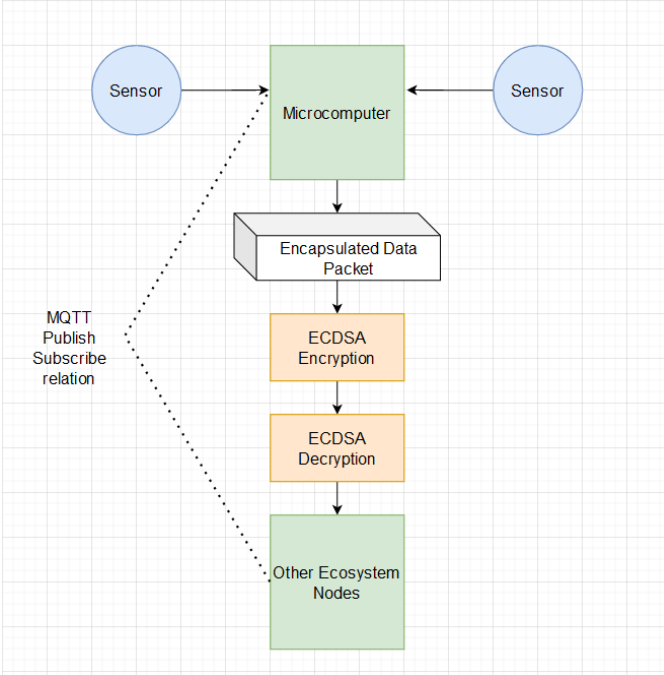 Sensor
Microcomputer
Sensor
Encapsulated Data
Packet
MQTT
Publish
Subscribe
relation
ECDSA
Encryption
ECDSA
Decryption
Other Ecosystem
Nodes